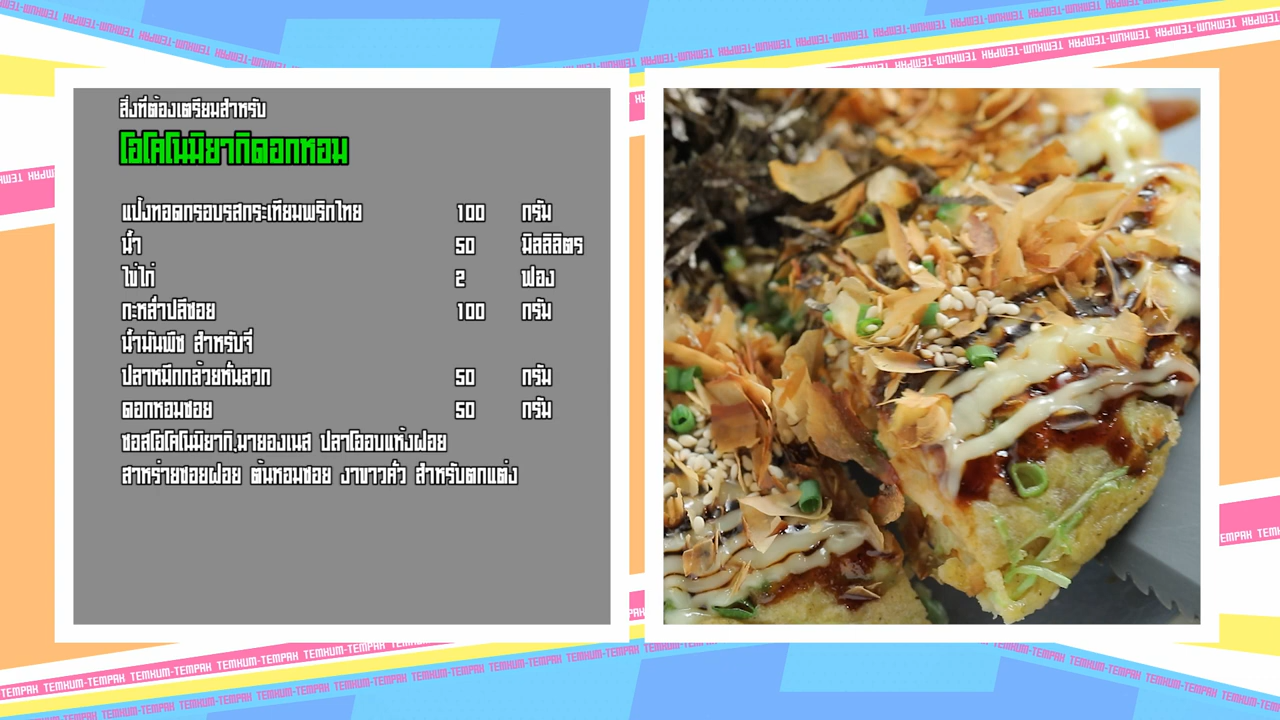 สิ่งที่ต้องเตรียมสำหรับ
โอโคโนมิยากิดอกหอม
แป้งทอดกรอบรสกระเทียมพริกไทย 100 กรัม
น้ำ 50 มิลลิลิตร
ไข่ไก่ 2 ฟอง
กะหล่ำปลีซอย 100 กรัม
น้ำมันพืช สำหรับจี่
ปลาหมึกกล้วยหั่นลวก 50 กรัม
ดอกหอมซอย 50 กรัม
ซอสโอโคโนมิยากิ,มายองเนส ปลาโออบแห้งฝอย
สาหร่ายซอยฝอย ต้นหอมซอย งาขาวคั่ว สำหรับตกแต่ง
TEMKUM-TEMPAK TEMKUM-TEMPAK TEMKUM-TEMPAK TEMKUM-TEMPAK